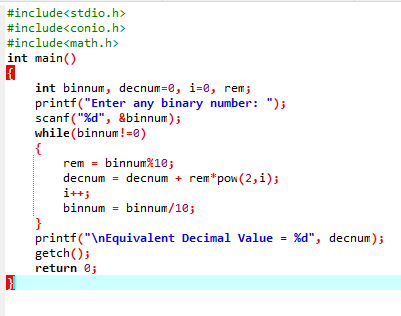 #include<stdio.h>
#include<conio.h>
#include<math.h>
int main()
{
int binnum, decnum=0, i=0, rem;
printf("Enter any binary number: ");
scanf("%d", &binnum);
while(binnum!=0)
{
rem = binnum%10;
decnum = decnum + rem*pow(2,i);
i++;
binnum = binnum/10;
}
printf("\nEquivalent Decimal Value = %d", decnum);
getch();
return 0;
}